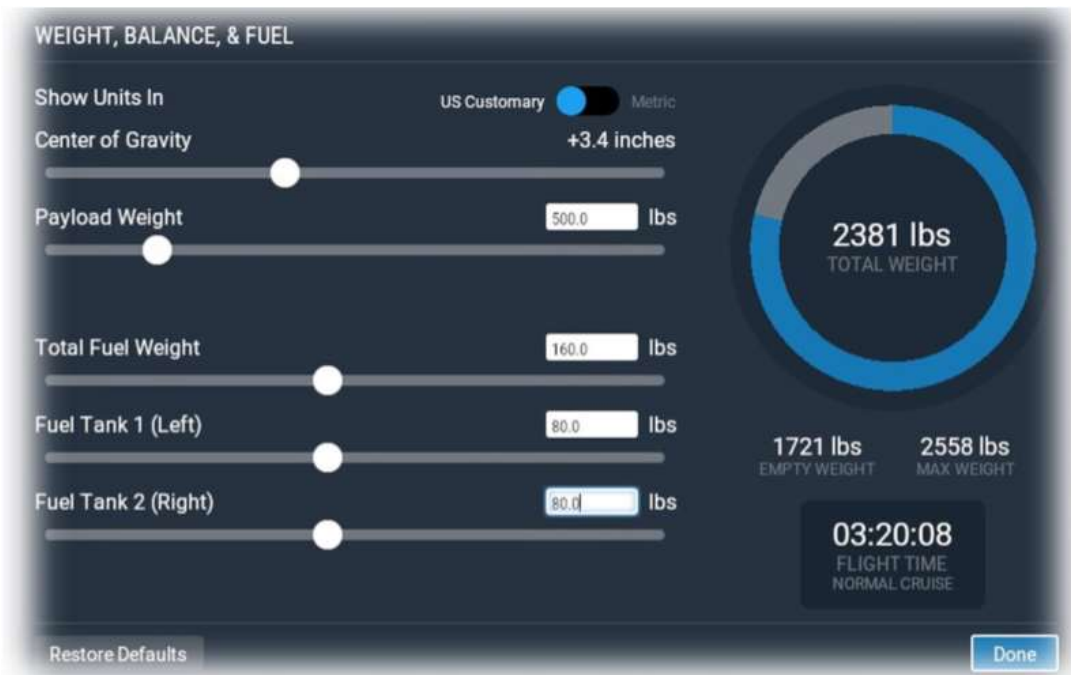 WEIGHT, BALANCE, & FUEL
Show Units In US Customary Metric
Center of Gravity +3.4 inches
Payload Weight 500.0 lbs
2381 lbs
TOTAL WEIGHT
Total Fuel Weight 160.0 lbs
Fuel Tank 1 (Left) 80.0 lbs
1721 lbs 2558 lbs
EMPTY WEIGHT MAX WEIGHT
Fuel Tank 2 (Right) 80.0 lbs
03:20:08
FLIGHT TIME
NORMAL CRUISE
Restore Defaults Done